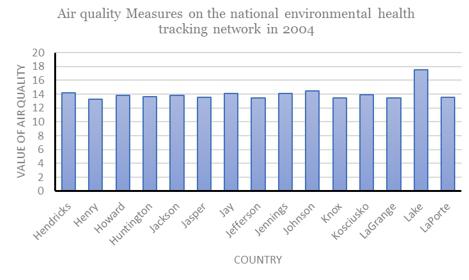 Air quality Measures on the national environmental health
tracking network in 2004
VALUE OF AIR QUALITY
20
18
16
14
12
10
8
6
4
2
0
Hendricks
Henry
Howard
Huntington
Jackson
Jasper
Jay
Jefferson
Jennings
Johnson
Knox
Kosciusko
LaGrange
Lake
LaPorte
COUNTRY